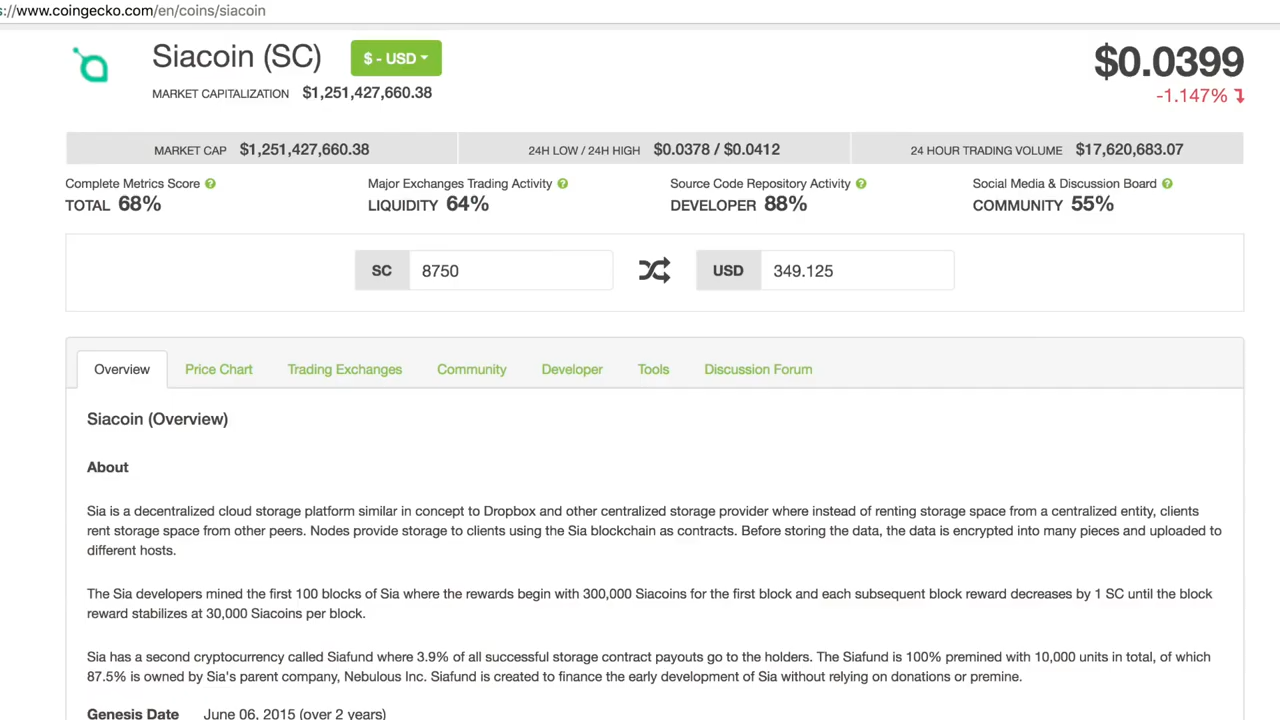 s://www.coingecko.com/en/coins/siacoin
Siacoin (SC) $ - USD
$0.0399
MARKET CAPITALIZATION $1,251,427,660.38
-1.147%
MARKET CAP $1,251,427,660.38 24H LOW / 24H HIGH $0.0378 / $0.0412 24 HOUR TRADING VOLUME $17,620,683.07
Complete Metrics Score ? Major Exchanges Trading Activity ? Source Code Repository Activity ? Social Media & Discussion Board ?
TOTAL 68% LIQUIDITY 64% DEVELOPER 88% COMMUNITY 55%
SC 8750 USD 349.125
Overview Price Chart Trading Exchanges Community Developer Tools Discussion Forum
Siacoin (Overview)
About
Sia is a decentralized cloud storage platform similar in concept to Dropbox and other centralized storage provider where instead of renting storage space from a centralized entity, clients
rent storage space from other peers. Nodes provide storage to clients using the Sia blockchain as contracts. Before storing the data, the data is encrypted into many pieces and uploaded to
different hosts.
The Sia developers mined the first 100 blocks of Sia where the rewards begin with 300,000 Siacoins for the first block and each subsequent block reward decreases by 1 SC until the block
reward stabilizes at 30,000 Siacoins per block.
Sia has a second cryptocurrency called Siafund where 3.9% of all successful storage contract payouts go to the holders. The Siafund is 100% premined with 10,000 units in total, of which
87.5% is owned by Sia's parent company, Nebulous Inc. Siafund is created to finance the early development of Sia without relying on donations or premine.
Genesis Date June 06, 2015 (over 2 years)